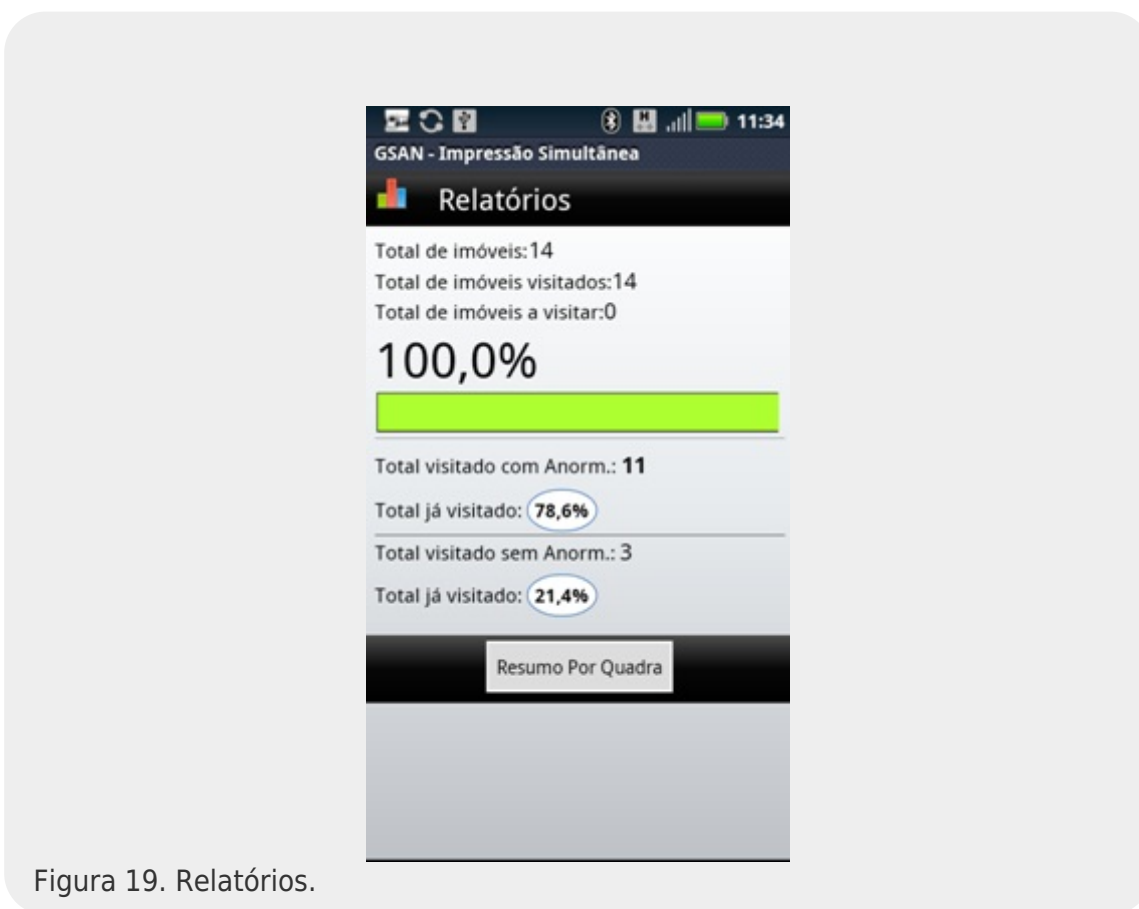 11:34
GSAN - Impressão Simultânea
Relatórios
Total de imóveis:14
Total de imóveis visitados:14
Total de imóveis a visitar:0
100,0%
Total visitado com Anorm.: 11
Total já visitado: 78,6%
Total visitado sem Anorm.: 3
Total já visitado: 21,4%
Resumo Por Quadra
Figura 19. Relatórios.